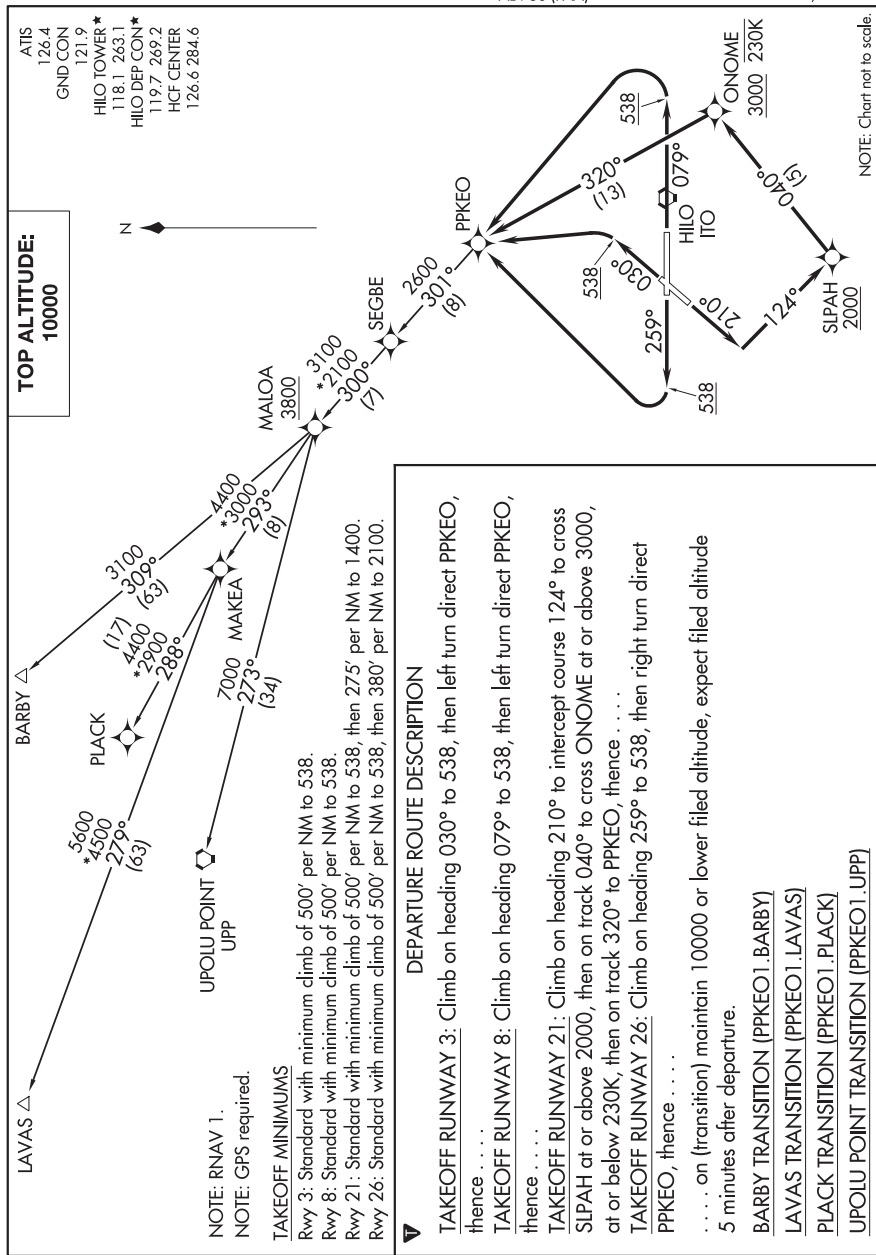 TOP ALTITUDE:
10000
ATIS
126.4
GND CON
121.9
HILO TOWER★
118.1 263.1
HILO DEP CON★
119.7 269.2
HCF CENTER
126.6 284.6
N
LAVAS
BARBY
5600
*4500
279°
(63)
PLACK
(17)
4400
*2900
288°
3100
309°
(63)
MAKEA
4400
*3000
293°
(8)
UPOLU POINT
UPP
7000
273°
(34)
MALOA
3800
3100
*2100
300°
(7)
SEGBE
2600
301°
(8)
PPKEO
320°
(13)
538
538
538
030°
079°
259°
210°
HILO
ITO
124°
SLPAH
2000
040°
(5)
ONOME
3000 230K
NOTE: Chart not to scale.
NOTE: RNAV 1.
NOTE: GPS required.
TAKEOFF MINIMUMS
Rwy 3: Standard with minimum climb of 500' per NM to 538.
Rwy 8: Standard with minimum climb of 500' per NM to 538.
Rwy 21: Standard with minimum climb of 500' per NM to 538, then 275' per NM to 1400.
Rwy 26: Standard with minimum climb of 500' per NM to 538, then 380' per NM to 2100.
T
DEPARTURE ROUTE DESCRIPTION
TAKEOFF RUNWAY 3: Climb on heading 030° to 538, then left turn direct PPKEO,
thence . . . .
TAKEOFF RUNWAY 8: Climb on heading 079° to 538, then left turn direct PPKEO,
thence . . . .
TAKEOFF RUNWAY 21: Climb on heading 210° to intercept course 124° to cross
SLPAH at or above 2000, then on track 040° to cross ONOME at or above 3000,
at or below 230K, then on track 320° to PPKEO, thence . . . .
TAKEOFF RUNWAY 26: Climb on heading 259° to 538, then right turn direct
PPKEO, thence . . . .
. . . . on (transition) maintain 10000 or lower filed altitude, expect filed altitude
5 minutes after departure.
BARBY TRANSITION (PPKEO1.BARBY)
LAVAS TRANSITION (PPKEO1.LAVAS)
PLACK TRANSITION (PPKEO1.PLACK)
UPOLU POINT TRANSITION (PPKEO1.UPP)